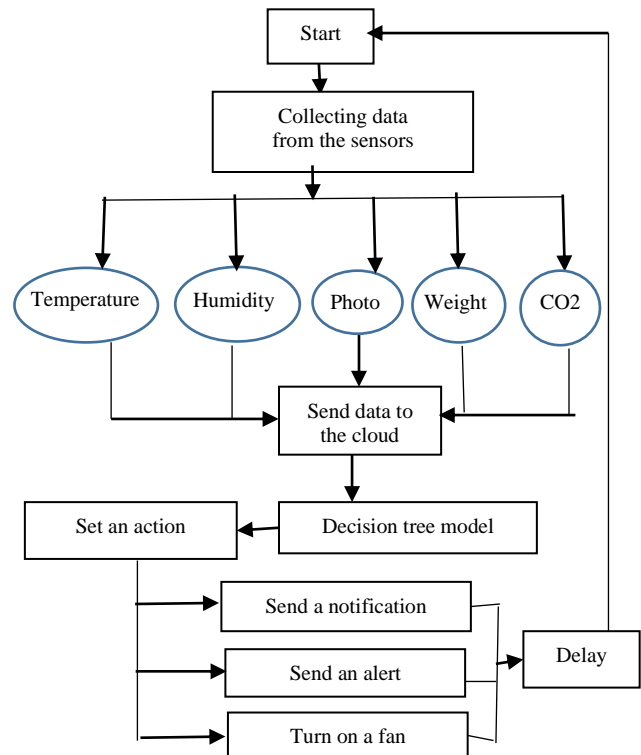 Start
Collecting data
from the sensors
Temperature
Humidity
Photo
Weight
CO2
Send data to
the cloud
Set an action
Decision tree model
Send a notification
Send an alert
Delay
Turn on a fan